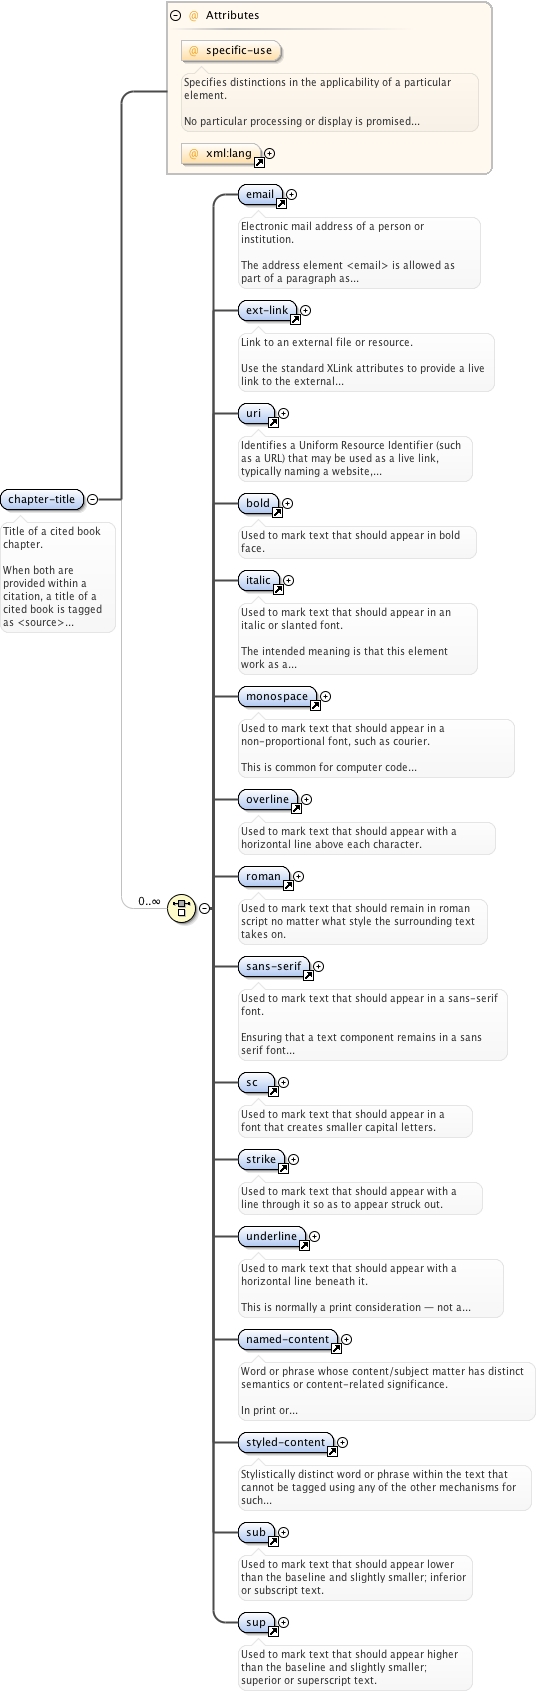 Attributes
@ specific-use
Specifies distinctions in the applicability of a particular
element.
No particular processing or display is promised...
@ xml:lang
email
Electronic mail address of a person or
institution.
The address element <email> is allowed as
part of a paragraph as...
ext-link
Link to an external file or resource.
Use the standard XLink attributes to provide a live
link to the external...
uri
Identifies a Uniform Resource Identifier (such
as a URL) that may be used as a live link,
typically naming a website,...
chapter-title
Title of a cited book
chapter.
When both are
provided within a
citation, a title of a
cited book is tagged
as <source>...
bold
Used to mark text that should appear in bold
face.
italic
Used to mark text that should appear in an
italic or slanted font.
The intended meaning is that this element
work as a...
monospace
Used to mark text that should appear in a
non-proportional font, such as courier.
This is common for computer code...
overline
Used to mark text that should appear with a
horizontal line above each character.
0..∞
roman
Used to mark text that should remain in roman
script no matter what style the surrounding text
takes on.
sans-serif
Used to mark text that should appear in a sans-serif
font.
Ensuring that a text component remains in a sans
serif font...
sc
Used to mark text that should appear in a
font that creates smaller capital letters.
strike
Used to mark text that should appear with a
line through it so as to appear struck out.
underline
Used to mark text that should appear with a
horizontal line beneath it.
This is normally a print consideration — not a...
named-content
Word or phrase whose content/subject matter has distinct
semantics or content-related significance.
In print or...
styled-content
Stylistically distinct word or phrase within the text that
cannot be tagged using any of the other mechanisms for
such...
sub
Used to mark text that should appear lower
than the baseline and slightly smaller; inferior
or subscript text.
sup
Used to mark text that should appear higher
than the baseline and slightly smaller;
superior or superscript text.